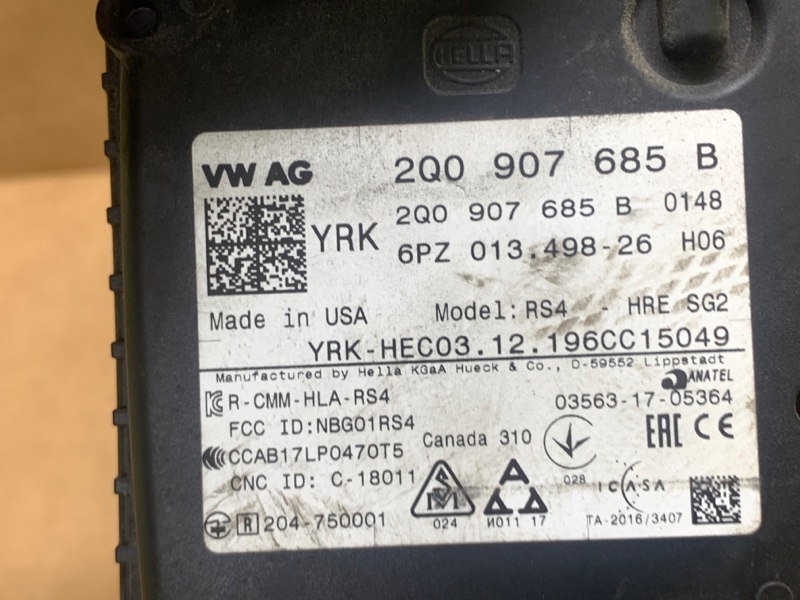 HELLA
VW AG 2Q0 907 685 B
YRK 2Q0 907 685 B 0148
6PZ 013.498-26 H06
Made in USA Model: RS4 - HRE SG2
YRK-HEC03.12.196CC15049
Manufactured by Hella KGaA Hueck & Co., D-59552 Lippstadt
ANATEL
R-CMM-HLA-RS4 03563-17-05364
FCC ID:NBG01RS4 EAC CE
CCAB17LP0470T5 Canada 310
CNC ID: C-18011 028 ICASA
SM
R 204-750001 024 И011 17 TA-2016/3407